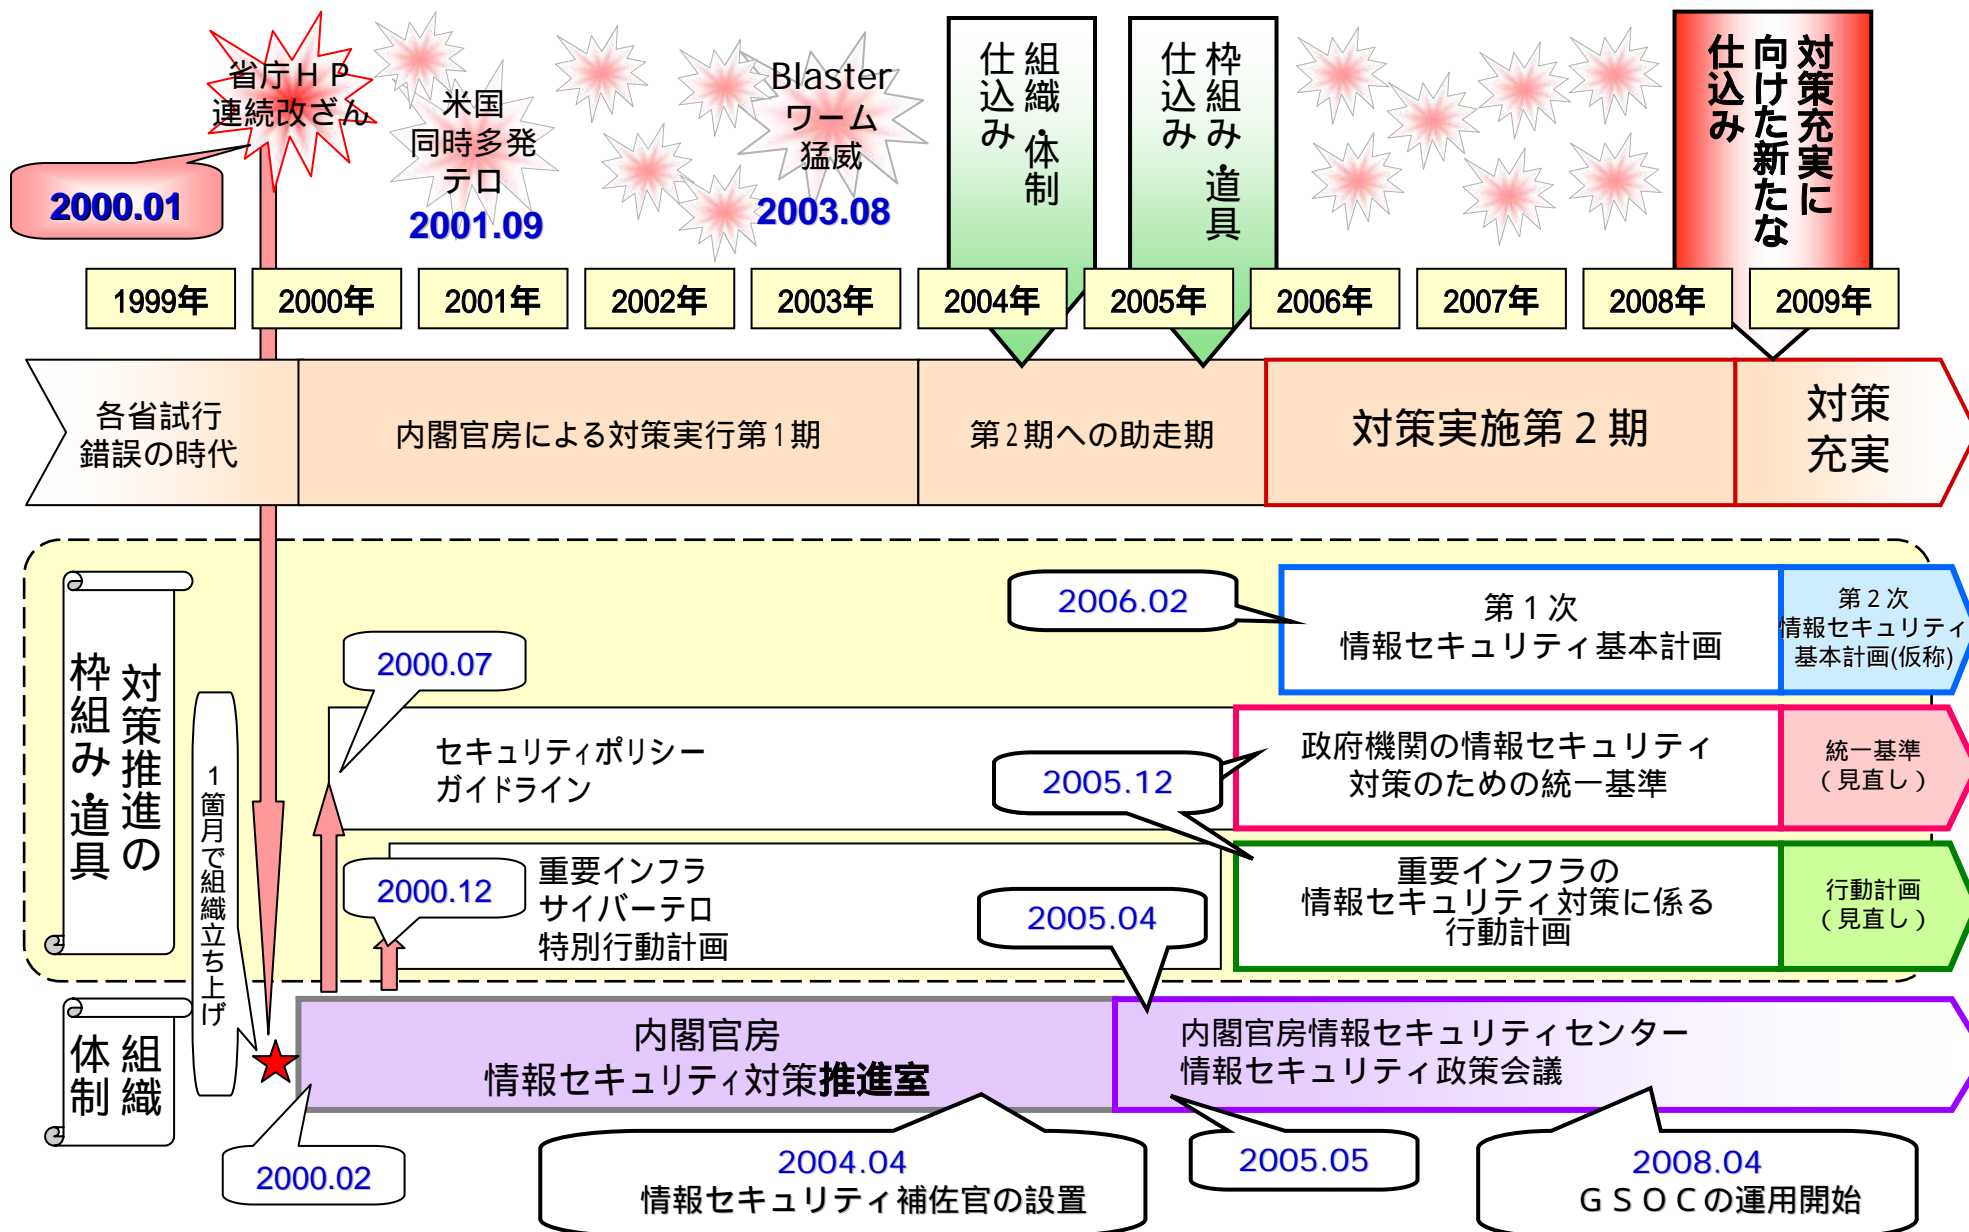 省庁ＨＰ
連続改ざん
2000.01
米国
同時多発
テロ
2001.09
Blaster
ワーム
猛威
2003.08
組織・体制
仕込み
枠組み・道具
仕込み
対策充実に
向けた新たな
仕込み
1999年
2000年
2001年
2002年
2003年
2004年
2005年
2006年
2007年
2008年
2009年
各省試行
錯誤の時代
内閣官房による対策実行第1期
第2期への助走期
対策実施第２期
対策
充実
対策推進の
枠組み・道具
2006.02
第１次
情報セキュリティ基本計画
第２次
情報セキュリティ
基本計画(仮称)
2000.07
セキュリティポリシー
ガイドライン
2005.12
政府機関の情報セキュリティ
対策のための統一基準
統一基準
（見直し）
１箇月で組織立ち上げ
2000.12
重要インフラ
サイバーテロ
特別行動計画
2005.04
重要インフラの
情報セキュリティ対策に係る
行動計画
行動計画
（見直し）
組織
体制
内閣官房
情報セキュリティ対策推進室
内閣官房情報セキュリティセンター
情報セキュリティ政策会議
2000.02
2004.04
情報セキュリティ補佐官の設置
2005.05
2008.04
ＧＳＯＣの運用開始